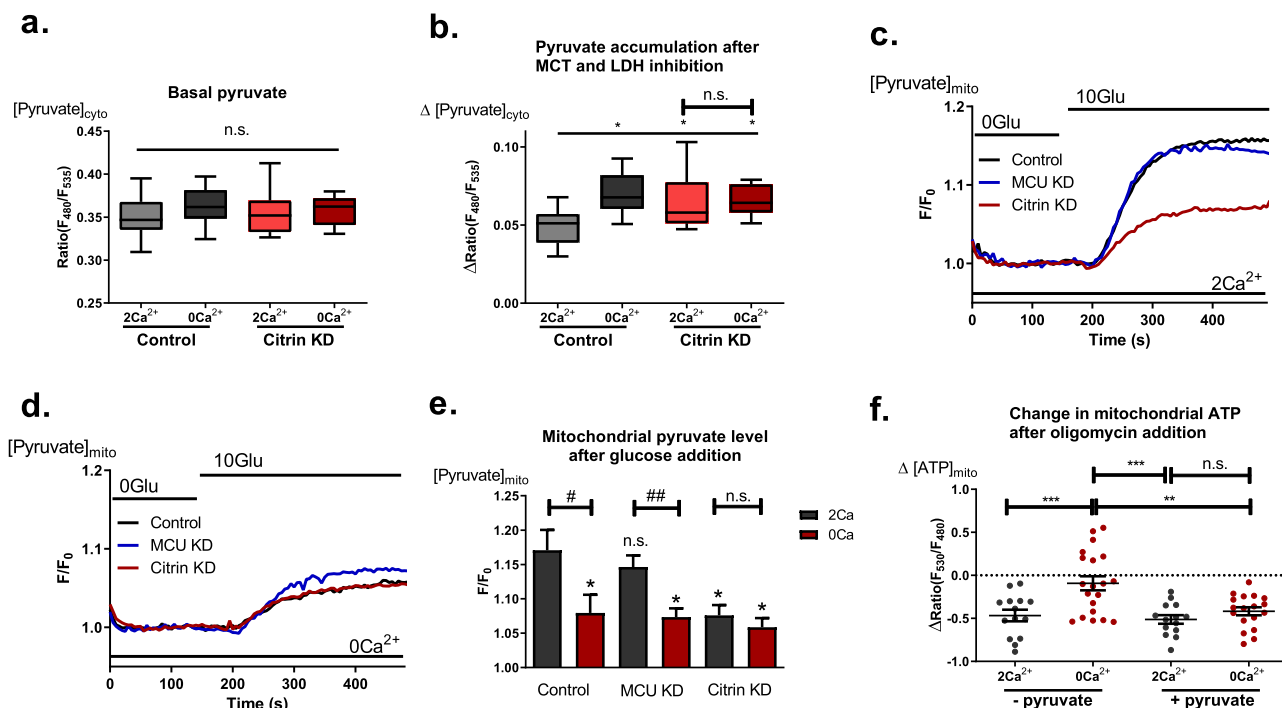 a.
Basal pyruvate
[Pyruvate]cyto
n.s.
Ratio(F480/F535)
0.45
0.40
0.35
0.30
0.25
2Ca2+ 0Ca2+ 2Ca2+ 0Ca2+
Control Citrin KD
b.
Pyruvate accumulation after
MCT and LDH inhibition
Δ [Pyruvate]cyto
n.s.
* * *
ΔRatio(F480/F535)
0.10
0.05
0.00
2Ca2+ 0Ca2+ 2Ca2+ 0Ca2+
Control Citrin KD
c.
[Pyruvate]mito
10Glu
0Glu
Control
MCU KD
Citrin KD
F/F0
1.2
1.1
1.0
2Ca2+
0 100 200 300 400
Time (s)
d.
[Pyruvate]mito
10Glu
0Glu
Control
MCU KD
Citrin KD
F/F0
1.2
1.1
1.0
0Ca2+
0 100 200 300 400
Time (s)
e.
Mitochondrial pyruvate level
after glucose addition
[Pyruvate]mito
# ## n.s.
n.s.
* * * *
2Ca
0Ca
F/F0
1.25
1.20
1.15
1.10
1.05
1.00
Control MCU KD Citrin KD
f.
Change in mitochondrial ATP
after oligomycin addition
Δ [ATP]mito
*** n.s.
*** **
ΔRatio(F530/F480)
1.0
0.5
0.0
-0.5
-1.0
2Ca2+ 0Ca2+ 2Ca2+ 0Ca2+
- pyruvate + pyruvate